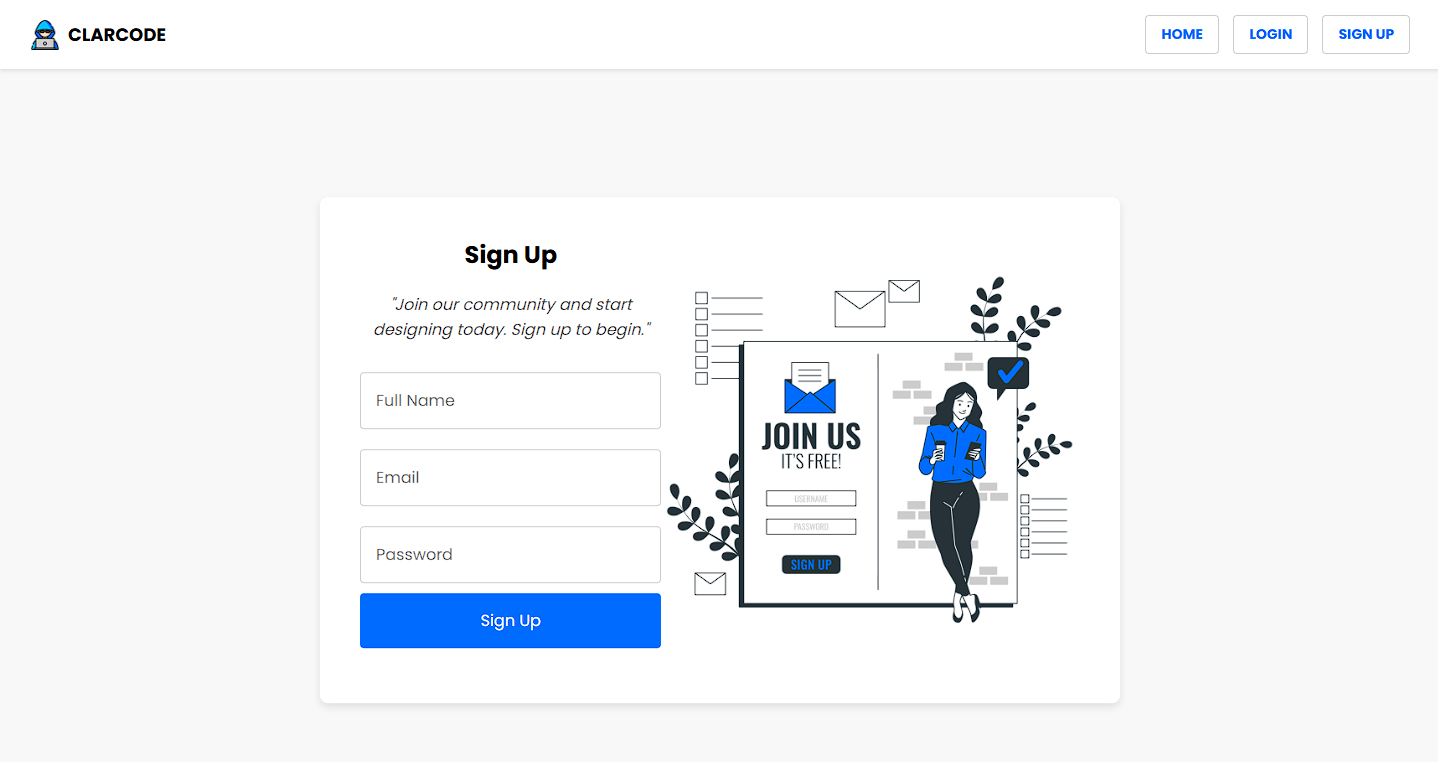 CLARCODE
HOME
LOGIN
SIGN UP
Sign Up
"Join our community and start
designing today. Sign up to begin."
Full Name
Email
Password
Sign Up
JOIN US
IT'S FREE!
USERNAME
PASSWORD
SIGN UP